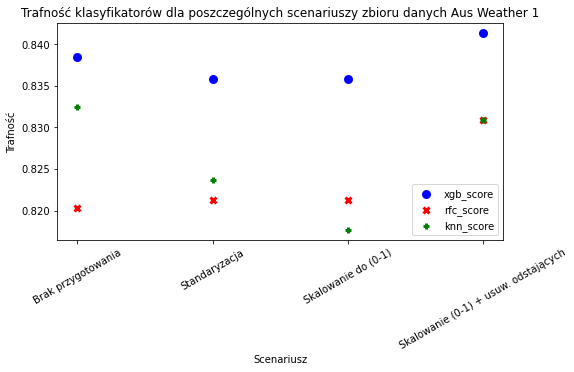 Trafność klasyfikatorów dla poszczególnych scenariuszy zbioru danych Aus Weather 1
Trafność
0.840
0.835
0.830
0.825
0.820
xgb_score
rfc_score
knn_score
Brak przygotowania
Standaryzacja
Skalowanie do (0-1)
Skalowanie (0-1) + usuw. odstających
Scenariusz